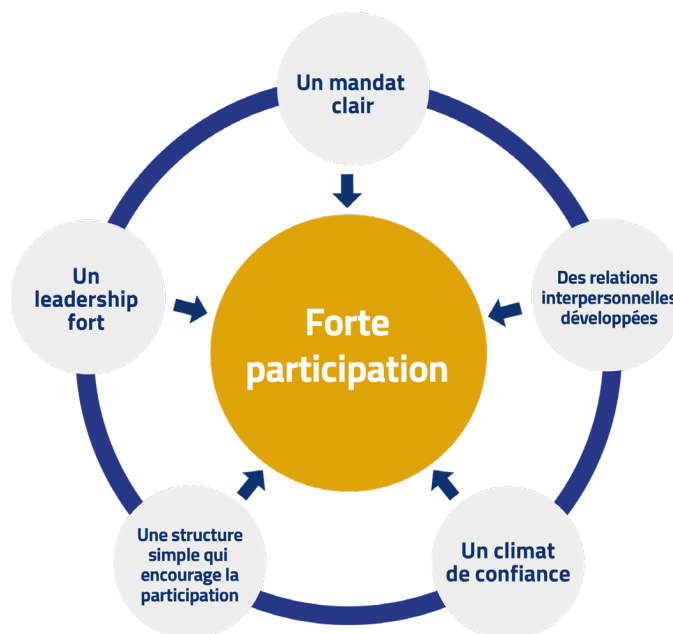 Un mandat
clair
Des relations
interpersonnelles
développées
Un climat
de confiance
Une structure
simple qui
encourage la
participation
Un
leadership
fort
Forte
participation